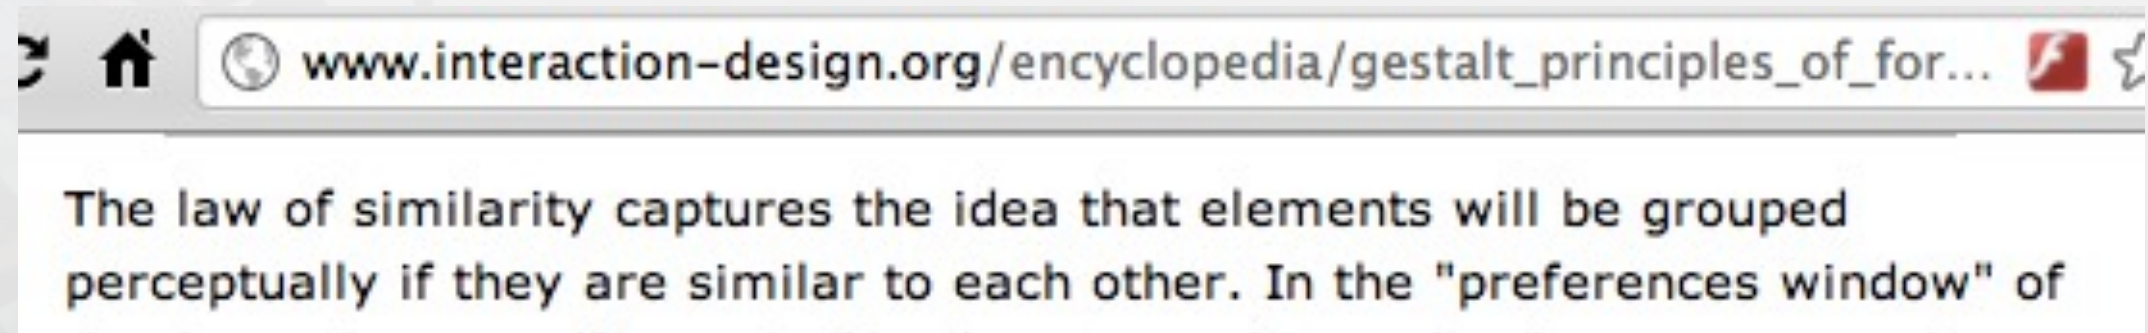 www.interaction-design.org/encyclopedia/gestalt_principles_of_for...
The law of similarity captures the idea that elements will be grouped
perceptually if they are similar to each other. In the "preferences window" of